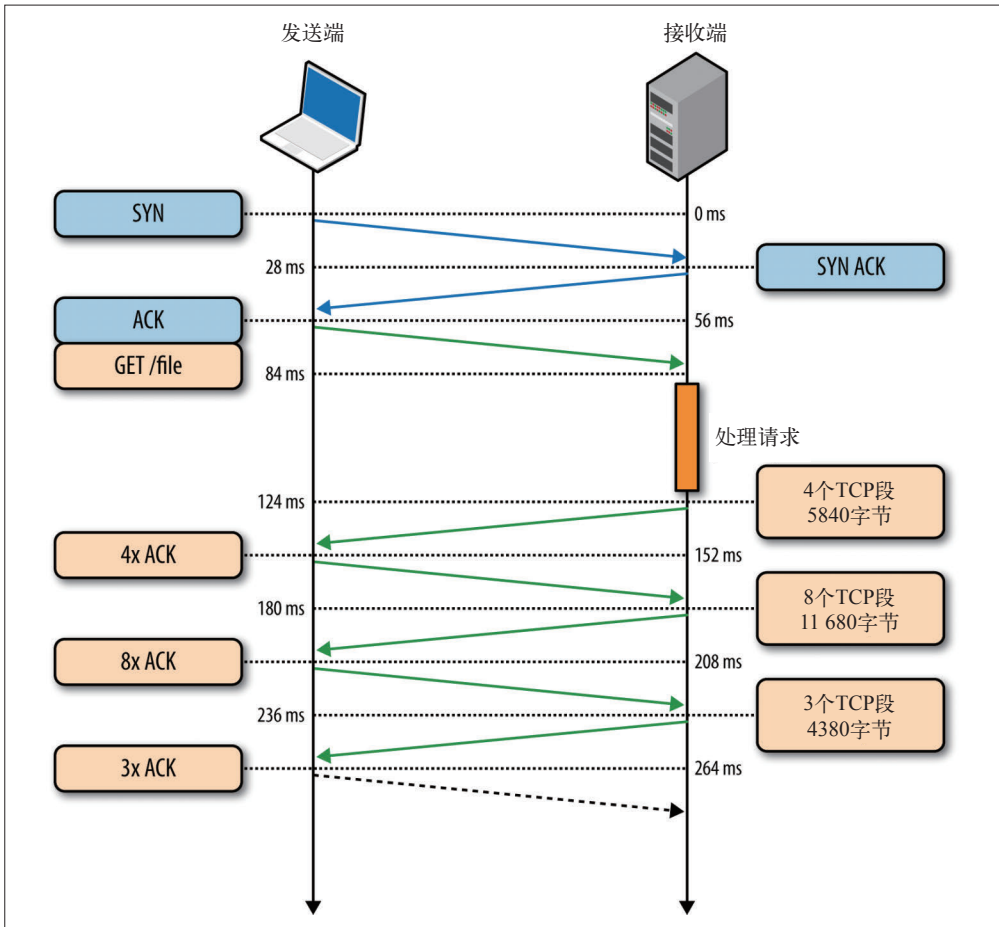 发送端
接收端
SYN
0 ms
28 ms
SYN ACK
ACK
56 ms
GET /file
84 ms
处理请求
124 ms
4个TCP段
5840字节
4x ACK
152 ms
180 ms
8个TCP段
11 680字节
8x ACK
208 ms
236 ms
3个TCP段
4380字节
3x ACK
264 ms